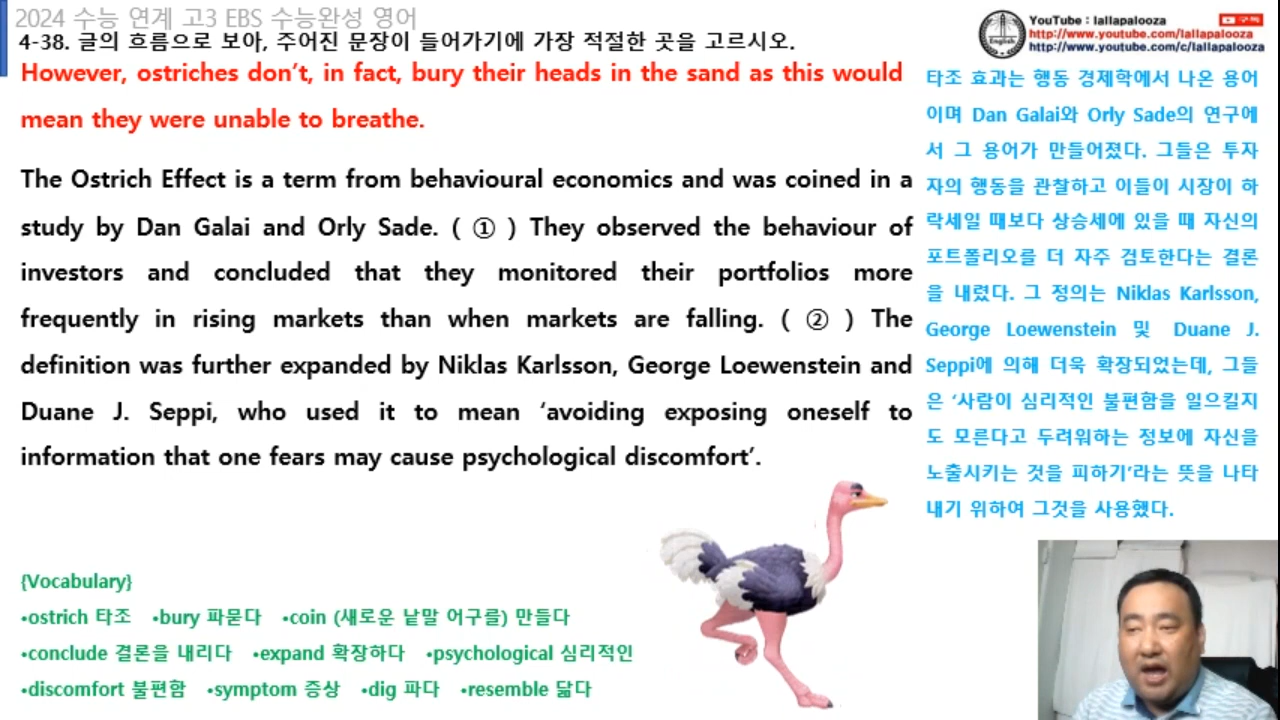 2024 수능 연계 고3 EBS 수능완성 영어
4-38. 글의 흐름으로 보아, 주어진 문장이 들어가기에 가장 적절한 곳을 고르시오.
However, ostriches don’t, in fact, bury their heads in the sand as this would
mean they were unable to breathe.
The Ostrich Effect is a term from behavioural economics and was coined in a
study by Dan Galai and Orly Sade. ( ① ) They observed the behaviour of
investors and concluded that they monitored their portfolios more
frequently in rising markets than when markets are falling. ( ② ) The
definition was further expanded by Niklas Karlsson, George Loewenstein and
Duane J. Seppi, who used it to mean ‘avoiding exposing oneself to
information that one fears may cause psychological discomfort’.
{Vocabulary}
•ostrich 타조 •bury 파묻다 •coin (새로운 낱말 어구를) 만들다
•conclude 결론을 내리다 •expand 확장하다 •psychological 심리적인
•discomfort 불편함 •symptom 증상 •dig 파다 •resemble 닮다
English
YouTube : lallapalooza
구독
http://www.youtube.com/lallapalooza
http://www.youtube.com/c/lallapalooza
타조 효과는 행동 경제학에서 나온 용어
이며 Dan Galai와 Orly Sade의 연구에
서 그 용어가 만들어졌다. 그들은 투자
자의 행동을 관찰하고 이들이 시장이 하
락세일 때보다 상승세에 있을 때 자신의
포트폴리오를 더 자주 검토한다는 결론
을 내렸다. 그 정의는 Niklas Karlsson,
George Loewenstein 및 Duane J.
Seppi에 의해 더욱 확장되었는데, 그들
은 ‘사람이 심리적인 불편함을 일으킬지
도 모른다고 두려워하는 정보에 자신을
노출시키는 것을 피하기’라는 뜻을 나타
내기 위하여 그것을 사용했다.